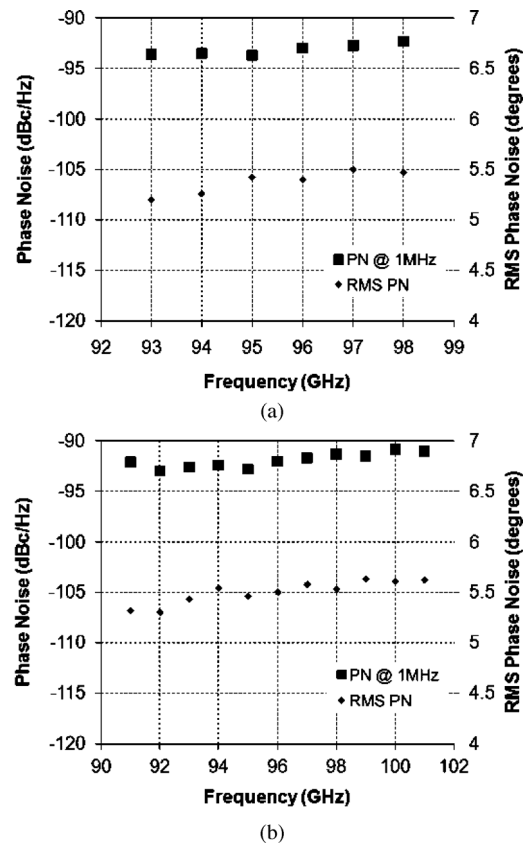 -90 7
-95 6.5
-100 6
-105 5.5
-110 5
-115 4.5
-120 4
Phase Noise (dBc/Hz)
RMS Phase Noise (degrees)
PN @ 1MHz
RMS PN
92 93 94 95 96 97 98 99
Frequency (GHz)
(a)
-90 7
-95 6.5
-100 6
-105 5.5
-110 5
-115 4.5
-120 4
Phase Noise (dBc/Hz)
RMS Phase Noise (degrees)
PN @ 1MHz
RMS PN
90 92 94 96 98 100 102
Frequency (GHz)
(b)